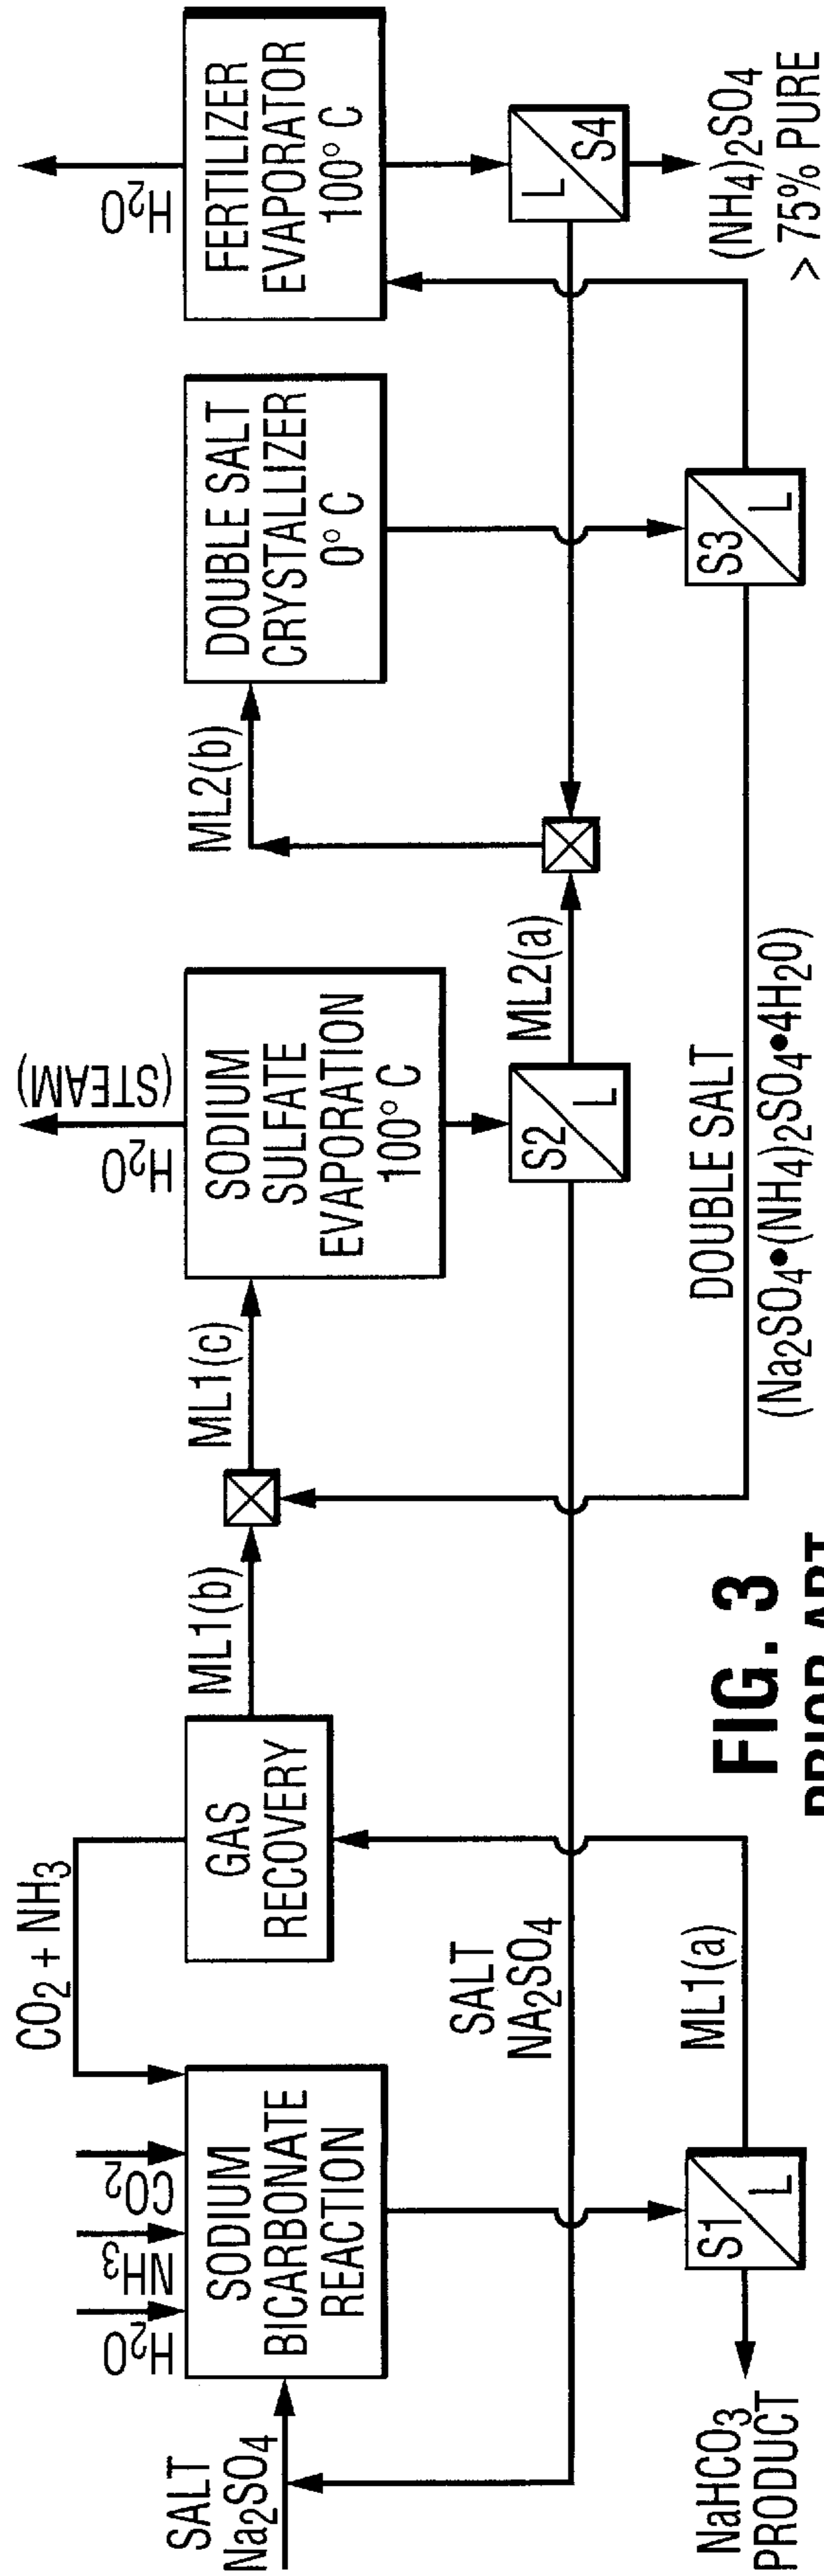 SALT
Na2SO4
H2O
NH3
CO2
CO2 + NH3
SODIUM
BICARBONATE
REACTION
GAS
RECOVERY
ML1(b)
ML1(c)
H2O
(STEAM)
SODIUM
SULFATE
EVAPORATION
100° C
ML2(b)
DOUBLE SALT
CRYSTALLIZER
0° C
H2O
FERTILIZER
EVAPORATOR
100° C
SALT
NA2SO4
S2
L
ML2(a)
L
S4
NaHCO3
PRODUCT
S1
L
ML1(a)
DOUBLE SALT
(Na2SO4•(NH4)2SO4•4H2O)
S3
L
(NH4)2SO4
> 75% PURE
FIG. 3
PRIOR ART